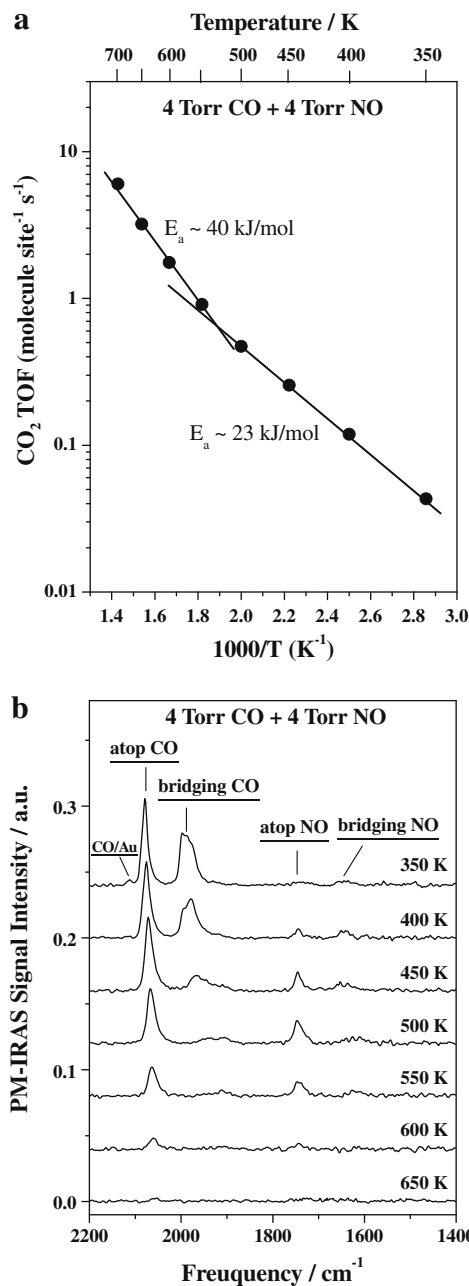 a
Temperature / K
700 600 500 450 400 350
4 Torr CO + 4 Torr NO
10
1
0.1
0.01
CO₂ TOF (molecule site⁻¹ s⁻¹)
Eₐ ~ 40 kJ/mol
Eₐ ~ 23 kJ/mol
1.4 1.6 1.8 2.0 2.2 2.4 2.6 2.8 3.0
1000/T (K⁻¹)
b
4 Torr CO + 4 Torr NO
atop CO
bridging CO
CO/Au
atop NO
bridging NO
350 K
400 K
450 K
500 K
550 K
600 K
650 K
0.3
0.2
0.1
0.0
PM-IRAS Signal Intensity / a.u.
2200 2000 1800 1600 1400
Freuquency / cm⁻¹